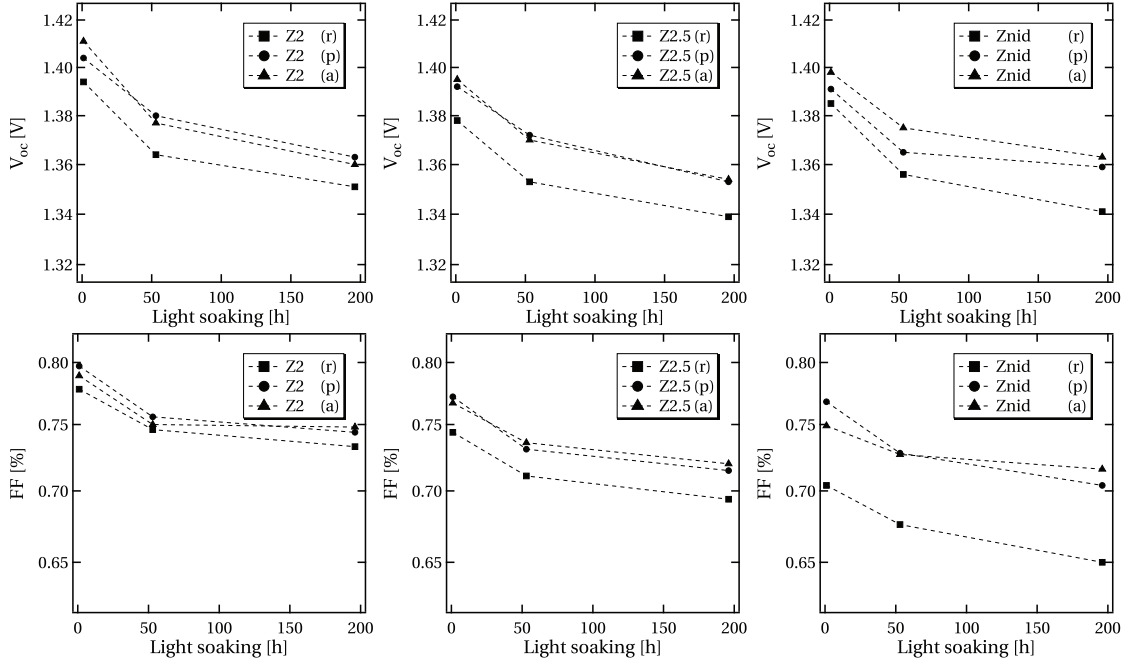 V_oc [V]
1.42
1.40
1.38
1.36
1.34
1.32
Z2 (r)
Z2 (p)
Z2 (a)
0 50 100 150 200
Light soaking [h]
V_oc [V]
1.42
1.40
1.38
1.36
1.34
1.32
Z2.5 (r)
Z2.5 (p)
Z2.5 (a)
0 50 100 150 200
Light soaking [h]
V_oc [V]
1.42
1.40
1.38
1.36
1.34
1.32
Znid (r)
Znid (p)
Znid (a)
0 50 100 150 200
Light soaking [h]
FF [%]
0.80
0.75
0.70
0.65
Z2 (r)
Z2 (p)
Z2 (a)
0 50 100 150 200
Light soaking [h]
FF [%]
0.80
0.75
0.70
0.65
Z2.5 (r)
Z2.5 (p)
Z2.5 (a)
0 50 100 150 200
Light soaking [h]
FF [%]
0.80
0.75
0.70
0.65
Znid (r)
Znid (p)
Znid (a)
0 50 100 150 200
Light soaking [h]